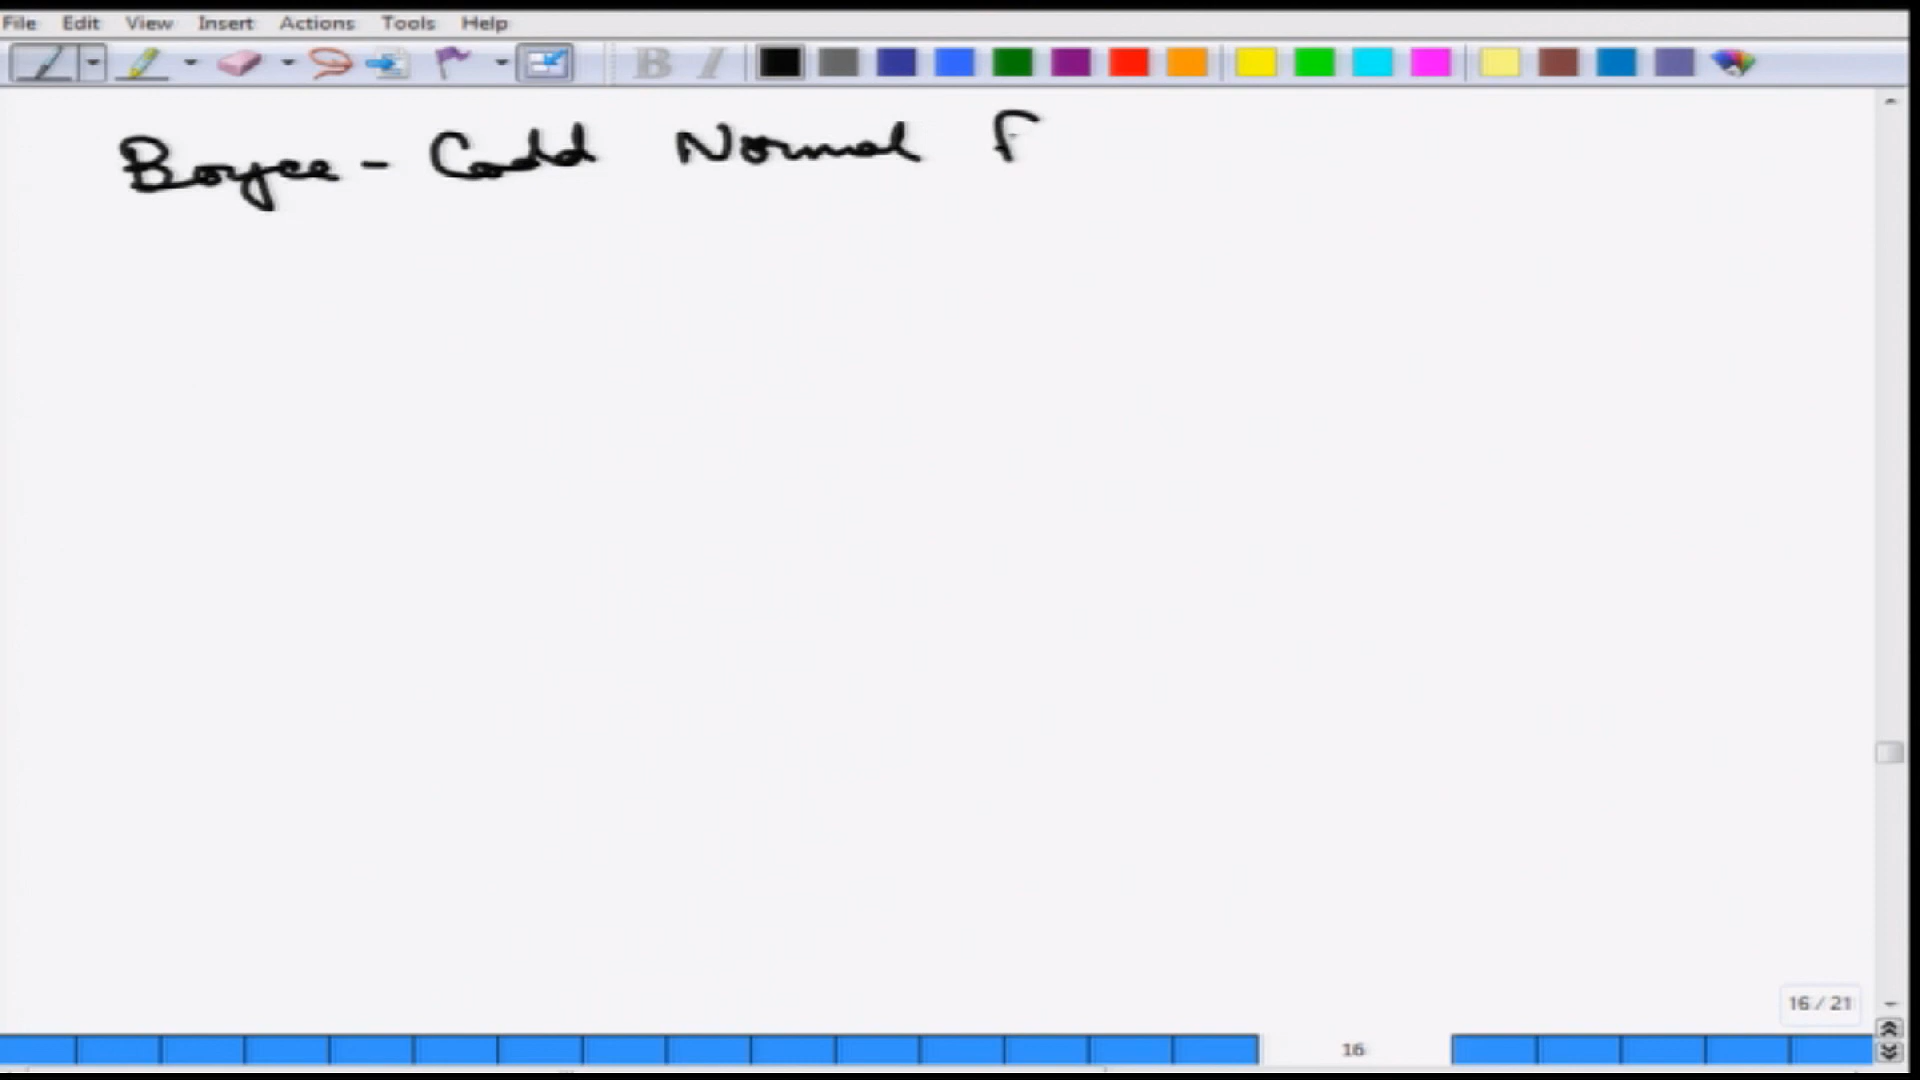 File Edit View Insert Actions Tools Help
B I
Boyce - Codd Normal F
16 / 21
16